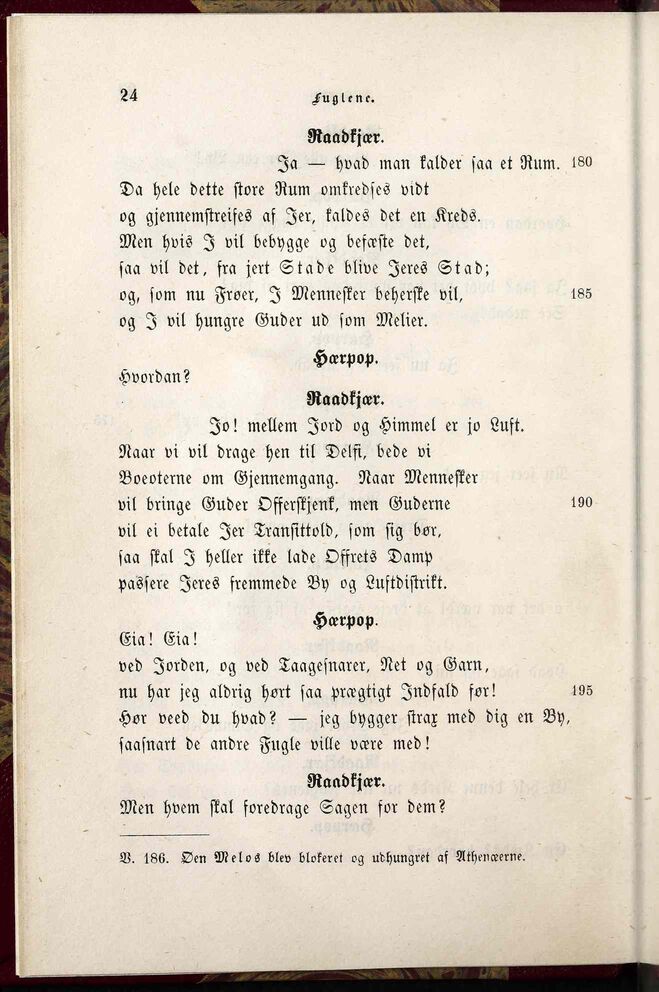 24 Fuglene.
Raadkjær.
Ja — hvad man kalder saa et Rum. 180
Da hele dette store Rum omkredses vidt
og gjennemstreifes af Jer, kaldes det en Kreds.
Men hvis I vil bebygge og befæste det,
saa vil det, fra jert Stade blive Jeres Stad;
og, som nu Frøer, I Mennesker beherske vil, 185
og I vil hungre Guder ud som Melier.
Hærpop.
Hvordan?
Raadkjær.
Jo! mellem Jord og Himmel er jo Luft.
Naar vi vil drage hen til Delfi, bede vi
Boeoterne om Gjennemgang. Naar Mennesker
vil bringe Guder Offerskjenk, men Guderne 190
vil ei betale Jer Transittold, som sig bør,
saa skal I heller ikke lade Offrets Damp
passere Jeres fremmede By og Luftdistrikt.
Hærpop.
Eia! Eia!
ved Jorden, og ved Taagesnarer, Net og Garn,
nu har jeg aldrig hørt saa prægtigt Indfald før! 195
Hør veed du hvad? — jeg bygger strax med dig en By,
saasnart de andre Fugle ville være med!
Raadkjær.
Men hvem skal foredrage Sagen for dem?
V. 186. Øen Melos blev blokeret og udhungret af Athenæerne.